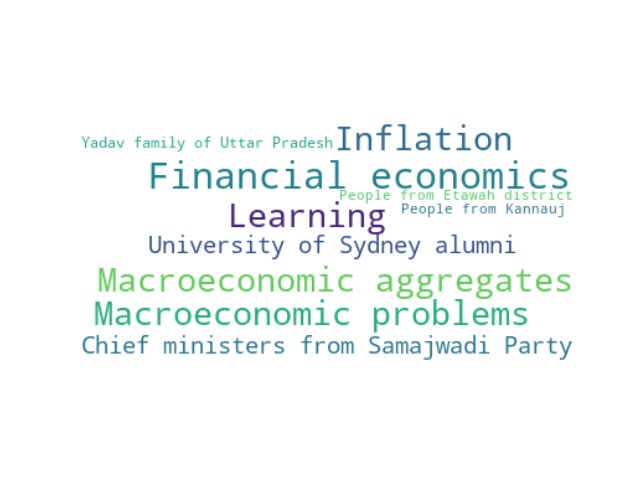 Yadav family of Uttar Pradesh
Inflation
Financial economics
People from Etawah district
Learning
People from Kannauj
University of Sydney alumni
Macroeconomic aggregates
Macroeconomic problems
Chief ministers from Samajwadi Party